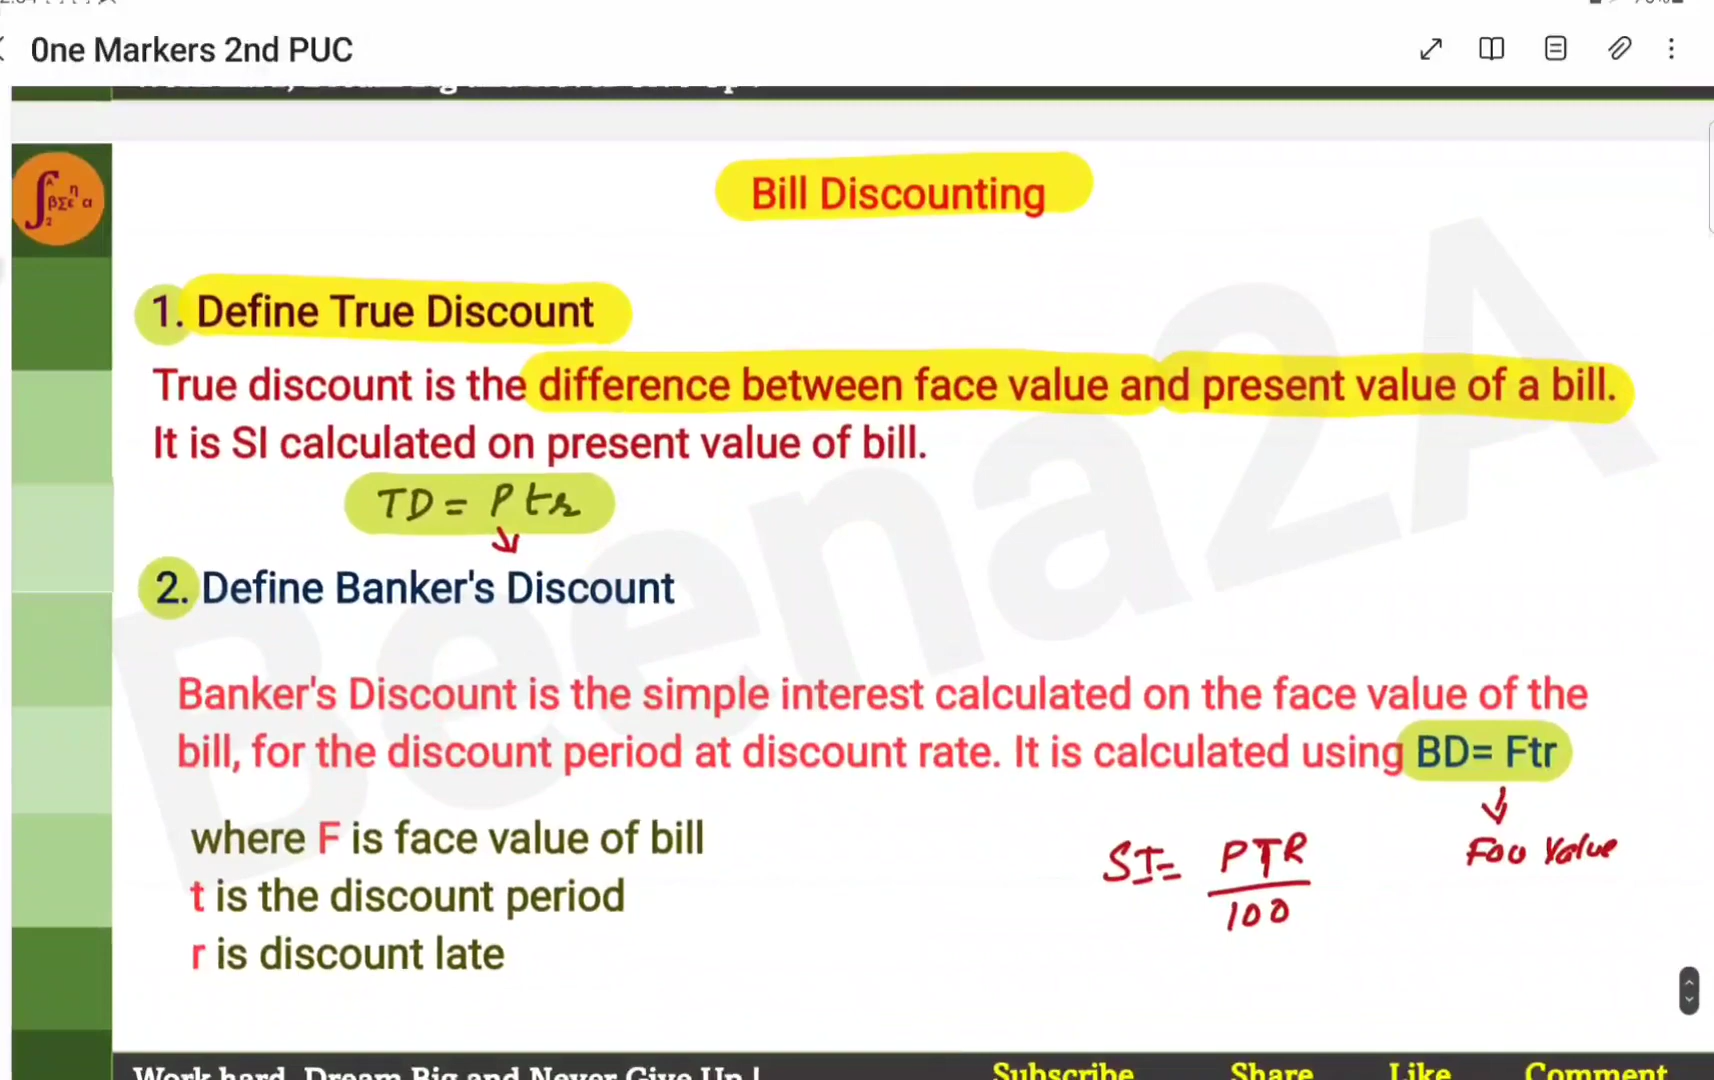 0ne Markers 2nd PUC
Bill Discounting
1. Define True Discount
True discount is the difference between face value and present value of a bill.
It is SI calculated on present value of bill.
TD = Ptr
2. Define Banker's Discount
Banker's Discount is the simple interest calculated on the face value of the
bill, for the discount period at discount rate. It is calculated using BD= Ftr
where F is face value of bill
t is the discount period
r is discount late
SI= PTR
100
Value
Beena2A
Work hard, Dream Big and Never Give Up ! Subscribe Share Like Comment